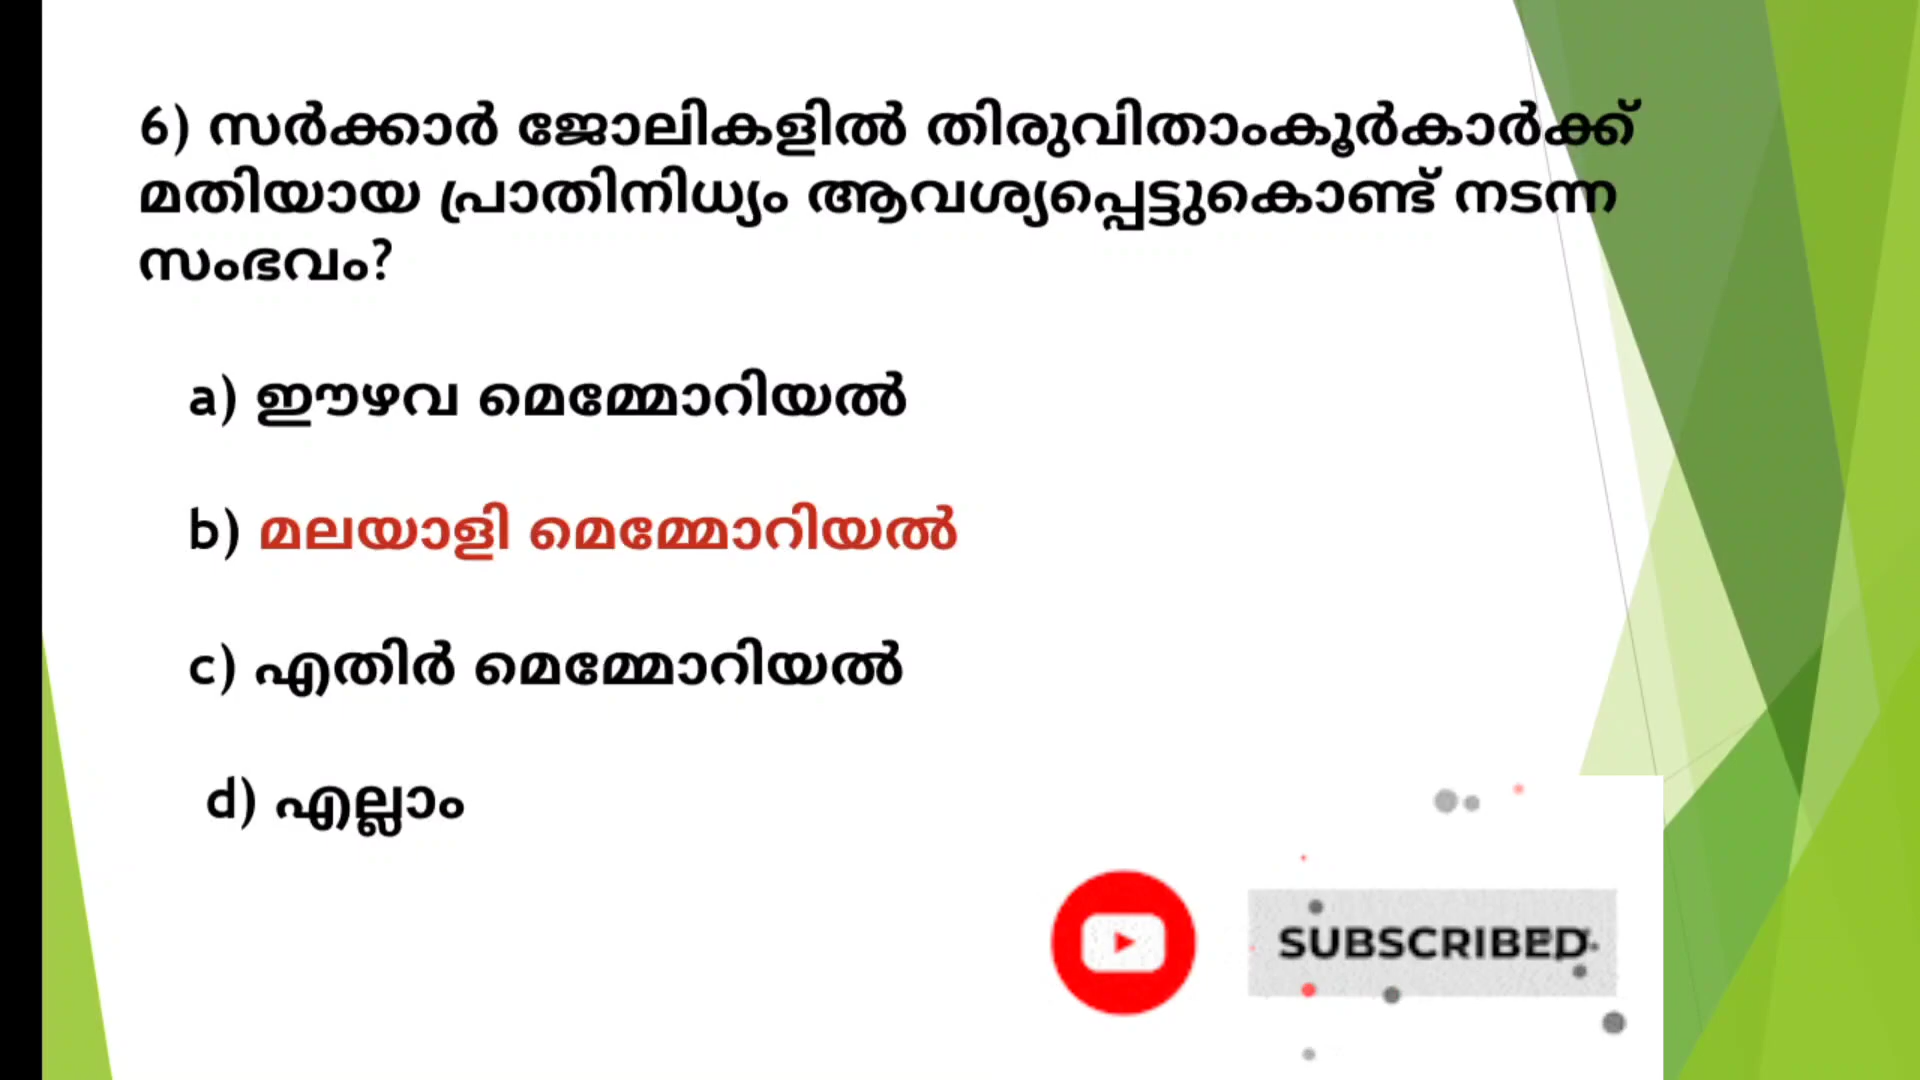 6) സർക്കാർ ജോലികളിൽ തിരുവിതാംകൂർകാർക്ക്
മതിയായ പ്രാതിനിധ്യം ആവശ്യപ്പെട്ടുകൊണ്ട് നടന്ന
സംഭവം?
a) ഈഴവ മെമ്മോറിയൽ
b) മലയാളി മെമ്മോറിയൽ
c) എതിർ മെമ്മോറിയൽ
d) എല്ലാം
SUBSCRIBED